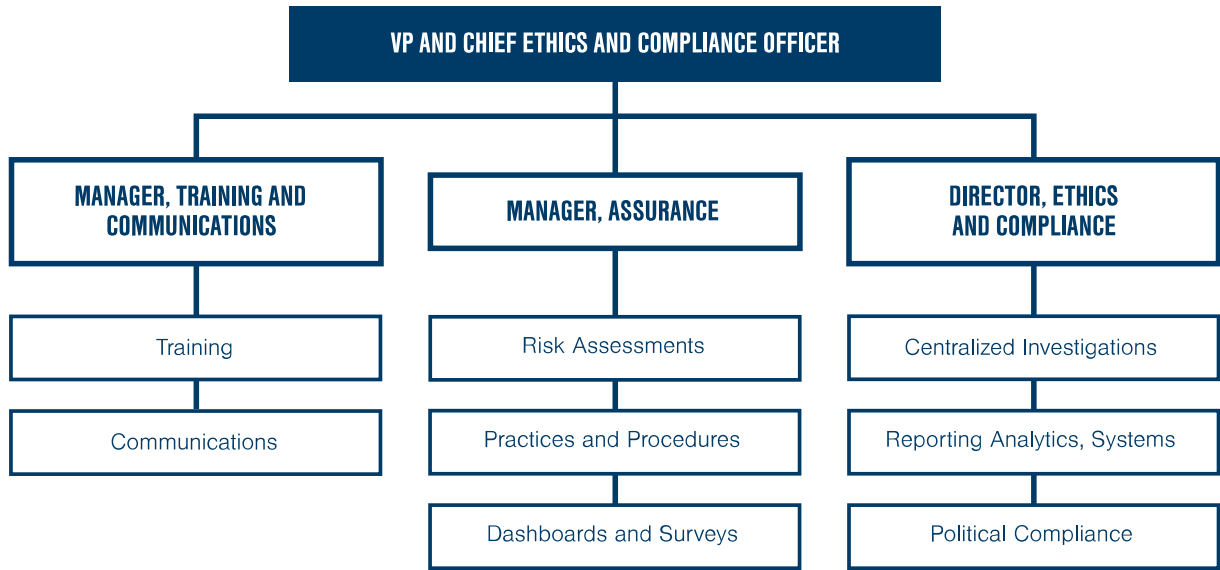 VP AND CHIEF ETHICS AND COMPLIANCE OFFICER
MANAGER, TRAINING AND
COMMUNICATIONS
Training
Communications
MANAGER, ASSURANCE
Risk Assessments
Practices and Procedures
Dashboards and Surveys
DIRECTOR, ETHICS
AND COMPLIANCE
Centralized Investigations
Reporting Analytics, Systems
Political Compliance